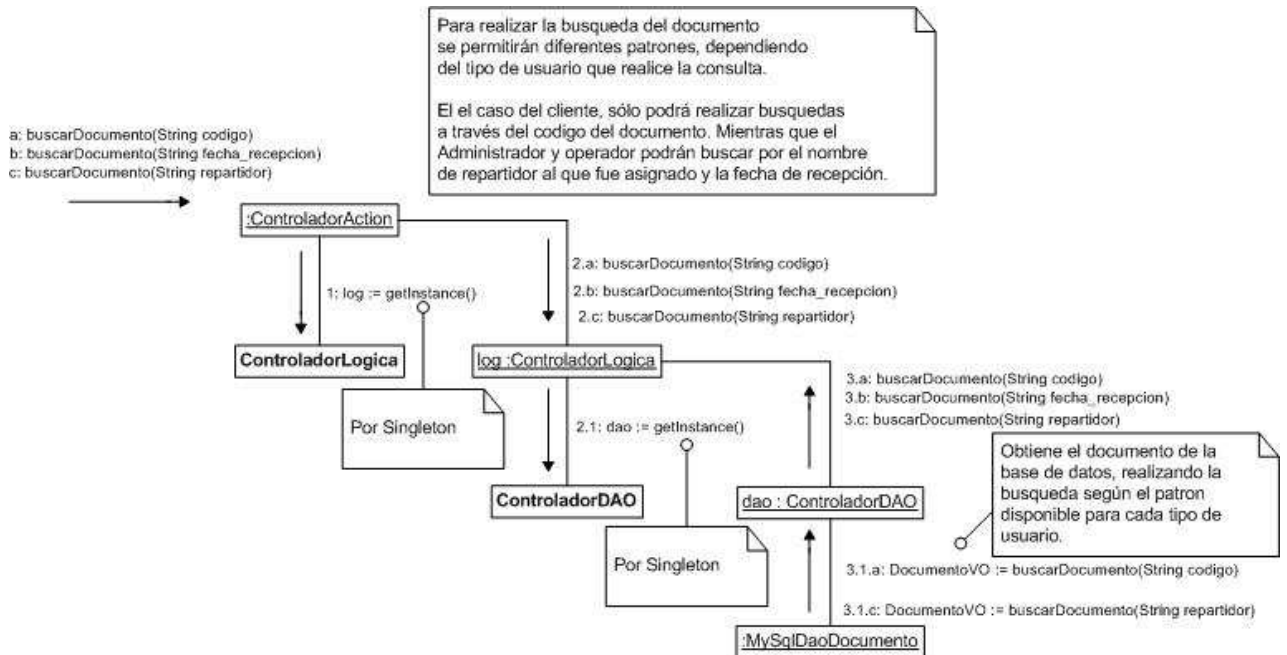 Para realizar la busqueda del documento
se permitirán diferentes patrones, dependiendo
del tipo de usuario que realice la consulta.
El el caso del cliente, sólo podrá realizar busquedas
a través del codigo del documento. Mientras que el
Administrador y operador podrán buscar por el nombre
de repartidor al que fue asignado y la fecha de recepción.
a: buscarDocumento(String codigo)
b: buscarDocumento(String fecha_recepcion)
c: buscarDocumento(String repartidor)
:ControladorAction
1: log := getInstance()
2.a: buscarDocumento(String codigo)
2.b: buscarDocumento(String fecha_recepcion)
2.c: buscarDocumento(String repartidor)
ControladorLogica
log :ControladorLogica
Por Singleton
2.1: dao := getInstance()
3.a: buscarDocumento(String codigo)
3.b: buscarDocumento(String fecha_recepcion)
3.c: buscarDocumento(String repartidor)
Obtiene el documento de la
base de datos, realizando la
busqueda según el patron
disponible para cada tipo de
usuario.
ControladorDAO
dao : ControladorDAO
Por Singleton
3.1.a: DocumentoVO := buscarDocumento(String codigo)
3.1.c: DocumentoVO := buscarDocumento(String repartidor)
:MySqlDaoDocumento